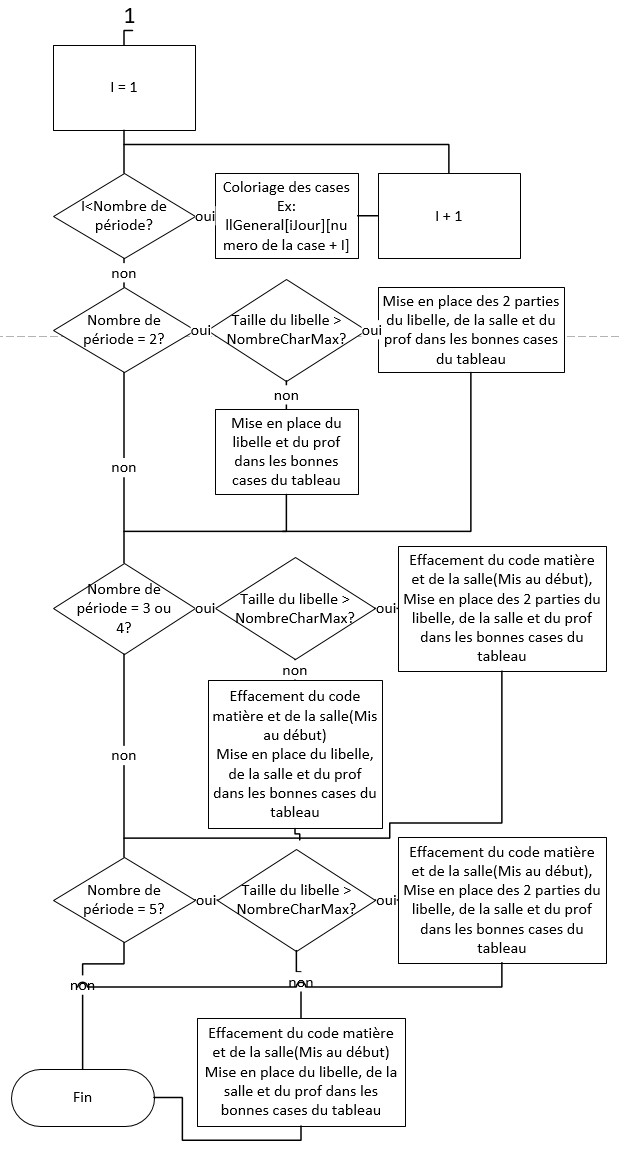 1
I = 1
I<Nombre de
période?
oui
Coloriage des cases
Ex:
llGeneral[iJour][nu
mero de la case + I]
I + 1
non
Nombre de
période = 2?
oui
Taille du libelle >
NombreCharMax?
oui
Mise en place des 2 parties
du libelle, de la salle et du
prof dans les bonnes cases
du tableau
non
Mise en place du
libelle et du prof
dans les bonnes
cases du tableau
non
Nombre de
période = 3 ou
4?
oui
Taille du libelle >
NombreCharMax?
oui
Effacement du code matière
et de la salle(Mis au début),
Mise en place des 2 parties du
libelle, de la salle et du prof
dans les bonnes cases du
tableau
non
Effacement du code
matière et de la salle(Mis
au début)
Mise en place du libelle,
de la salle et du prof
dans les bonnes cases du
tableau
non
Nombre de
période = 5?
oui
Taille du libelle >
NombreCharMax?
oui
Effacement du code matière
et de la salle(Mis au début),
Mise en place des 2 parties du
libelle, de la salle et du prof
dans les bonnes cases du
tableau
non
non
Effacement du code matière
et de la salle(Mis au début)
Mise en place du libelle, de la
salle et du prof dans les
bonnes cases du tableau
Fin